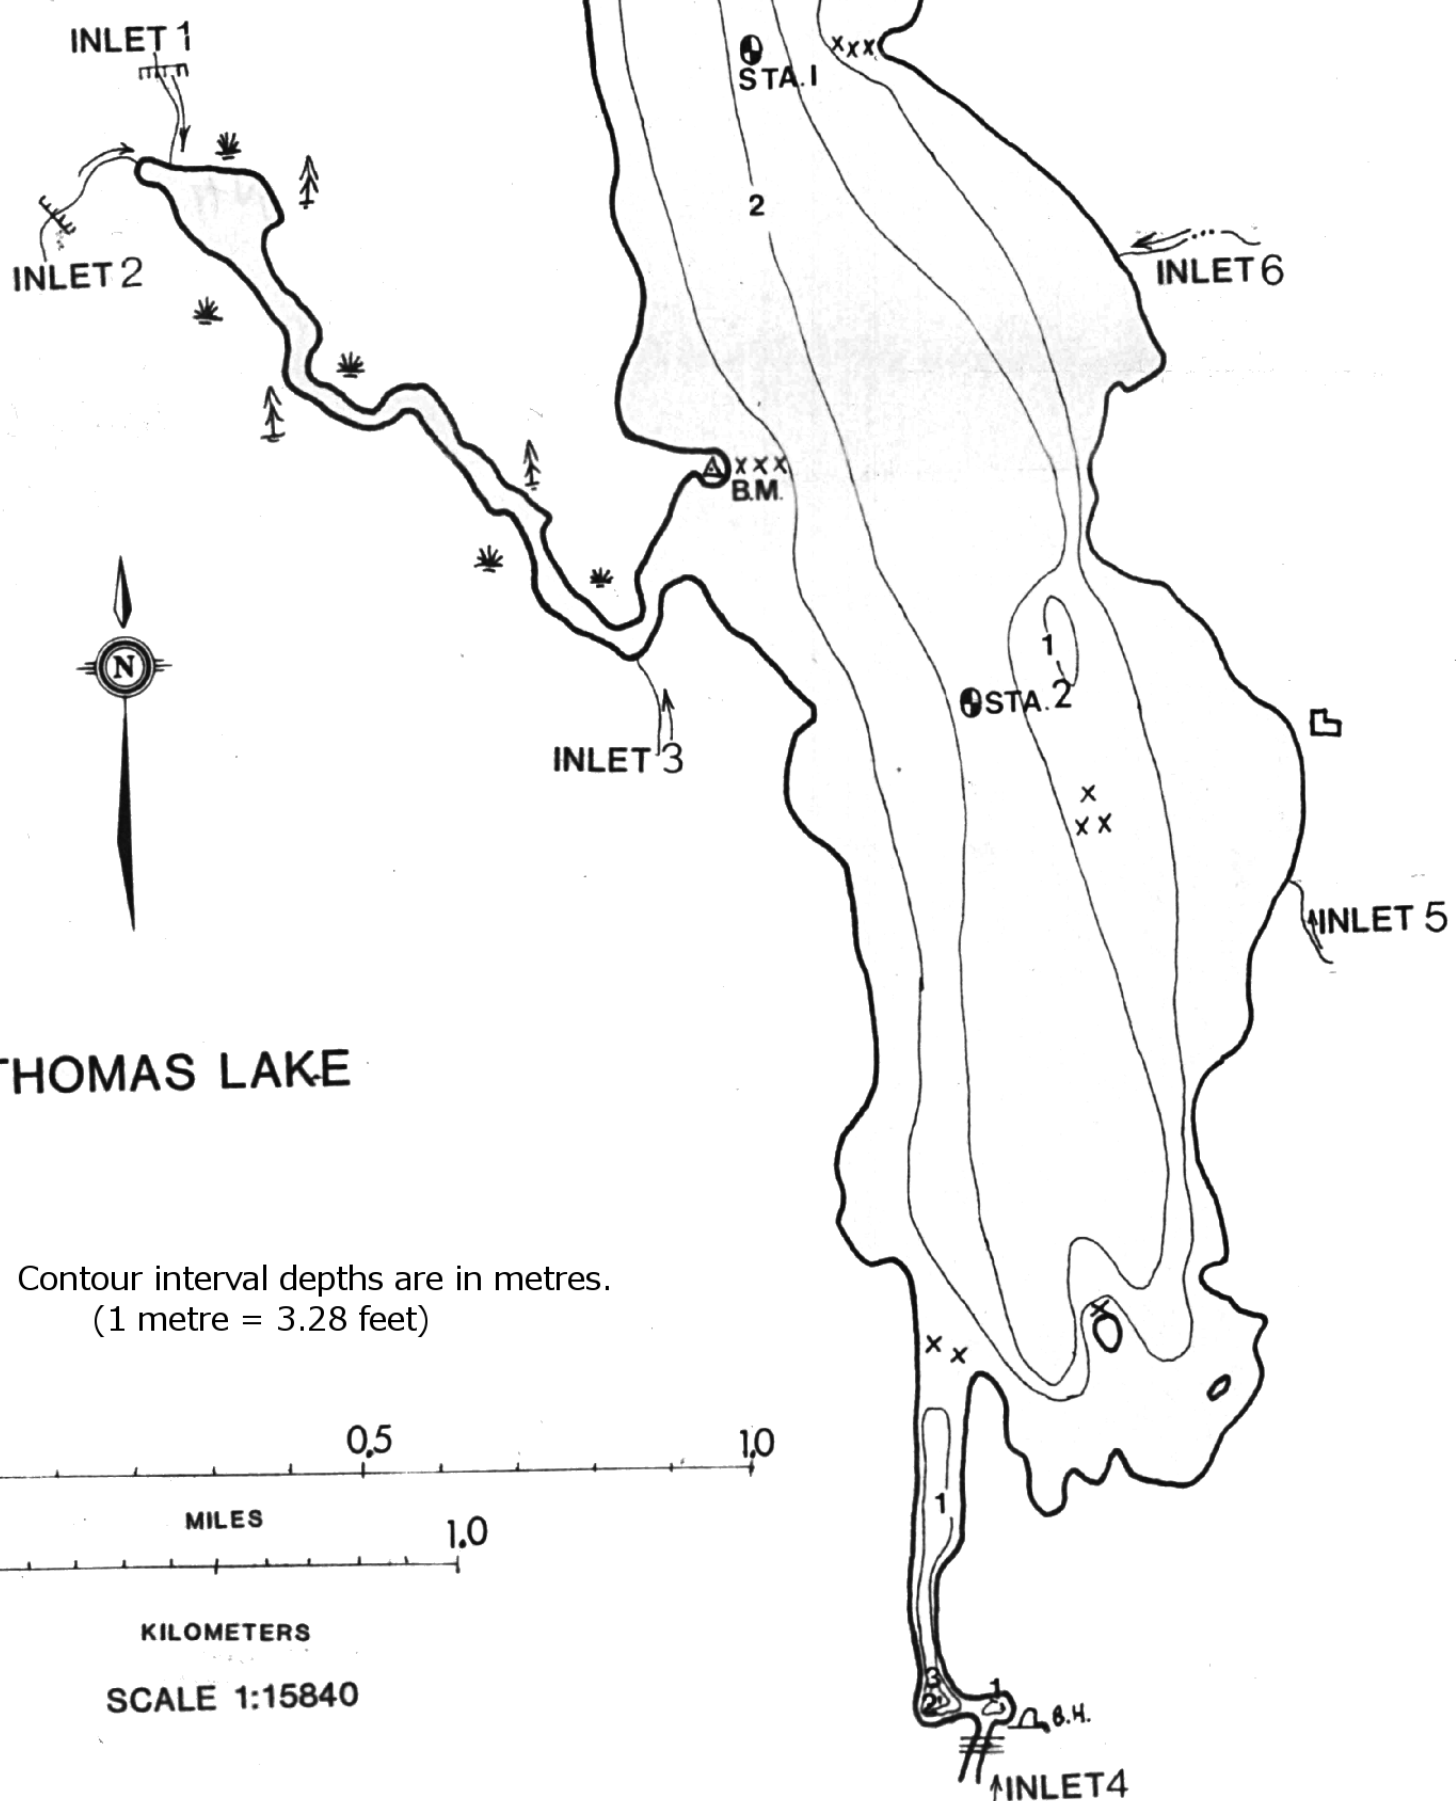 INLET 1
STA. 1
2
INLET 2
INLET 6
B.M.
N
1
STA. 2
INLET 3
INLET 5
THOMAS LAKE
Contour interval depths are in metres.
(1 metre = 3.28 feet)
0.5
1.0
MILES
1
1.0
KILOMETERS
SCALE 1:15840
3
2
1
B.H.
INLET 4